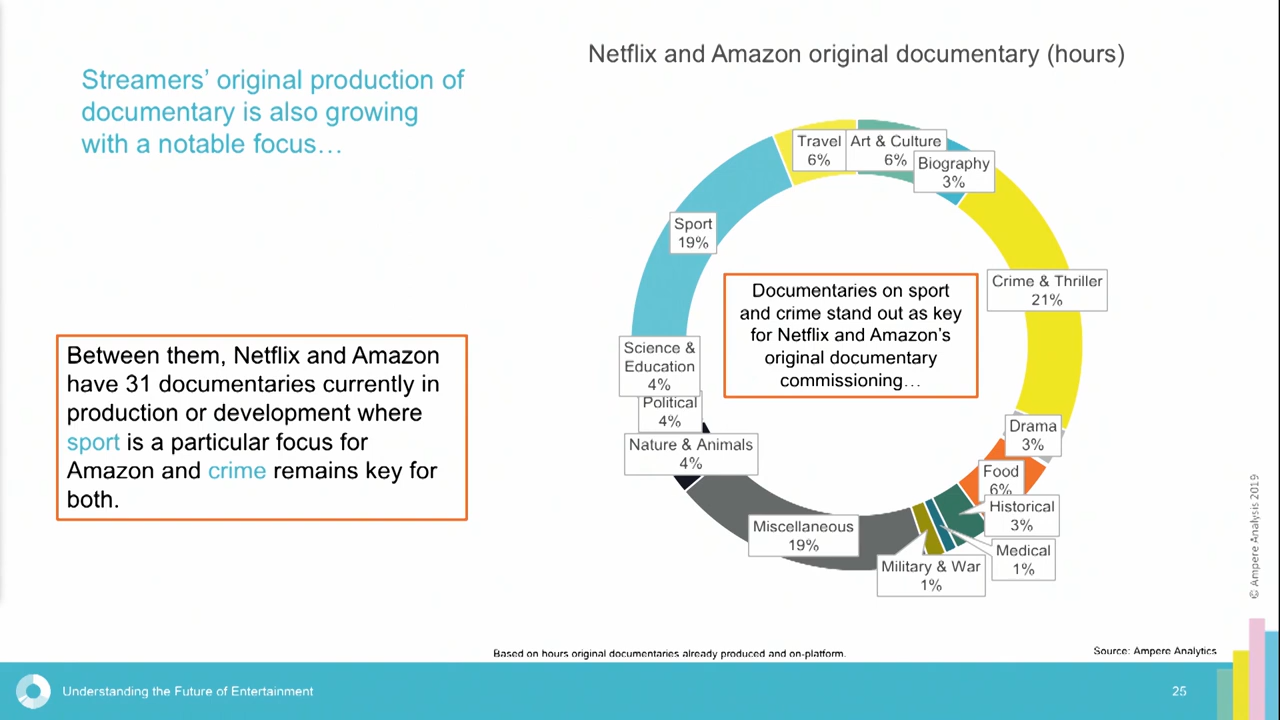 Netflix and Amazon original documentary (hours)
Streamers’ original production of
documentary is also growing
with a notable focus…
Travel
6%
Art & Culture
6%
Biography
3%
Sport
19%
Crime & Thriller
21%
Documentaries on sport
and crime stand out as key
for Netflix and Amazon’s
original documentary
commissioning…
Between them, Netflix and Amazon
have 31 documentaries currently in
production or development where
sport is a particular focus for
Amazon and crime remains key for
both.
Science &
Education
4%
Political
4%
Nature & Animals
4%
Drama
3%
Food
6%
Historical
3%
Miscellaneous
19%
Medical
1%
Military & War
1%
© Ampere Analysis 2019
Based on hours original documentaries already produced and on-platform.
Source: Ampere Analytics
Understanding the Future of Entertainment
25